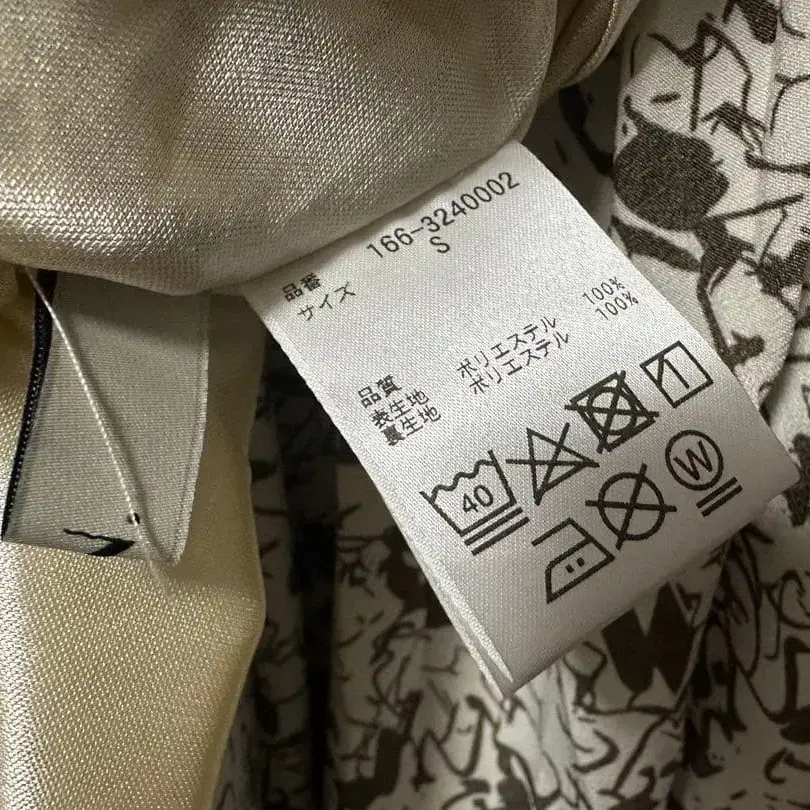 品番 166-3240002
サイズ S
品質
表生地 ポリエステル 100%
裏生地 ポリエステル 100%
40
W